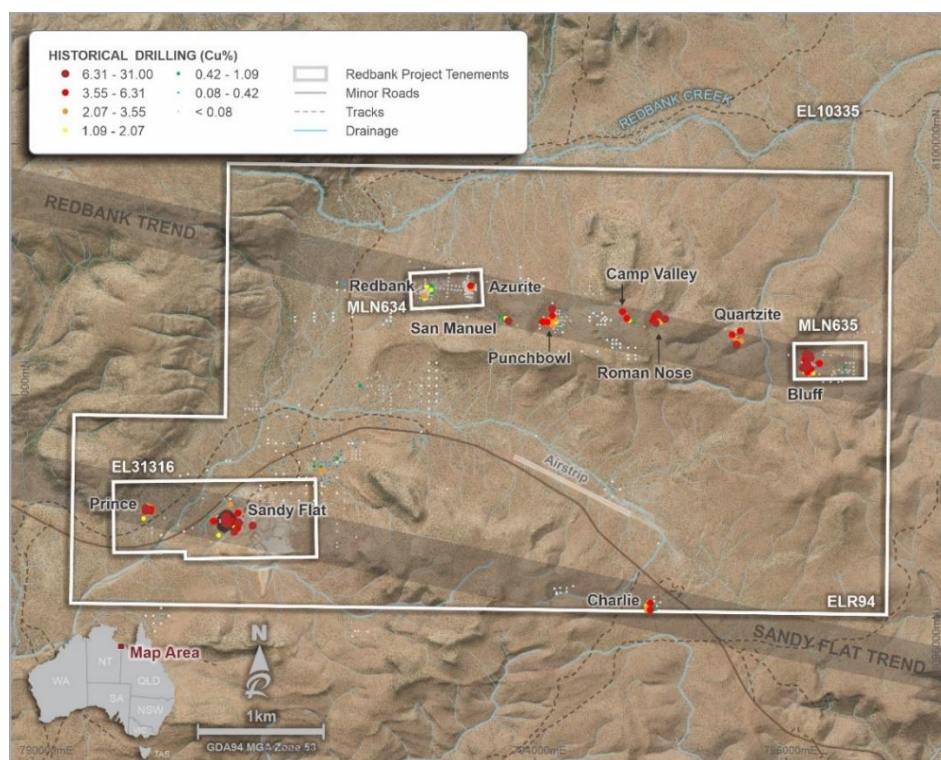 HISTORICAL DRILLING (Cu%)
6.31 - 31.00
3.55 - 6.31
2.07 - 3.55
1.09 - 2.07
0.42 - 1.09
0.08 - 0.42
< 0.08
Redbank Project Tenements
Minor Roads
Tracks
Drainage
REDBANK CREEK
EL10335
8100000mN
REDBANK TREND
Redbank
Azurite
MLN634
Camp Valley
San Manuel
Quartzite
Punchbowl
MLN635
Roman Nose
Bluff
EL31316
Airstrip
Prince
Sandy Flat
Charlie
ELR94
SANDY FLAT TREND
Map Area
NT
WA
QLD
SA
NSW
TAS
N
R
1km
GDA94 MGA Zone 53
790000mE
794000mE
796000mE